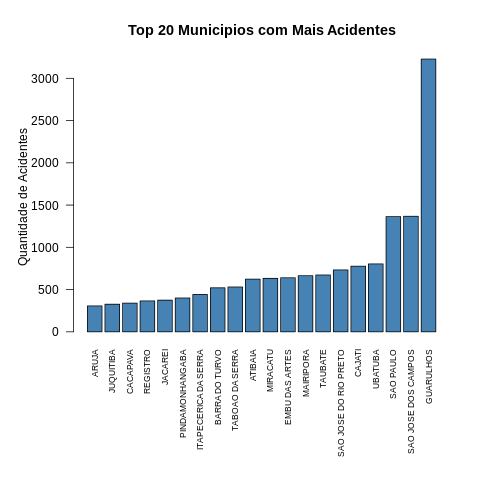 Top 20 Municipios com Mais Acidentes
Quantidade de Acidentes
3000
2500
2000
1500
1000
500
0
ARUJA
JUQUITIBA
CACAPAVA
REGISTRO
JACAREI
PINDAMONHANGABA
ITAPECERICA DA SERRA
BARRA DO TURVO
TABOAO DA SERRA
ATIBAIA
MIRACATU
EMBU DAS ARTES
MAIRIPORA
TAUBATE
SAO JOSE DO RIO PRETO
CAJATI
UBATUBA
SAO PAULO
SAO JOSE DOS CAMPOS
GUARULHOS